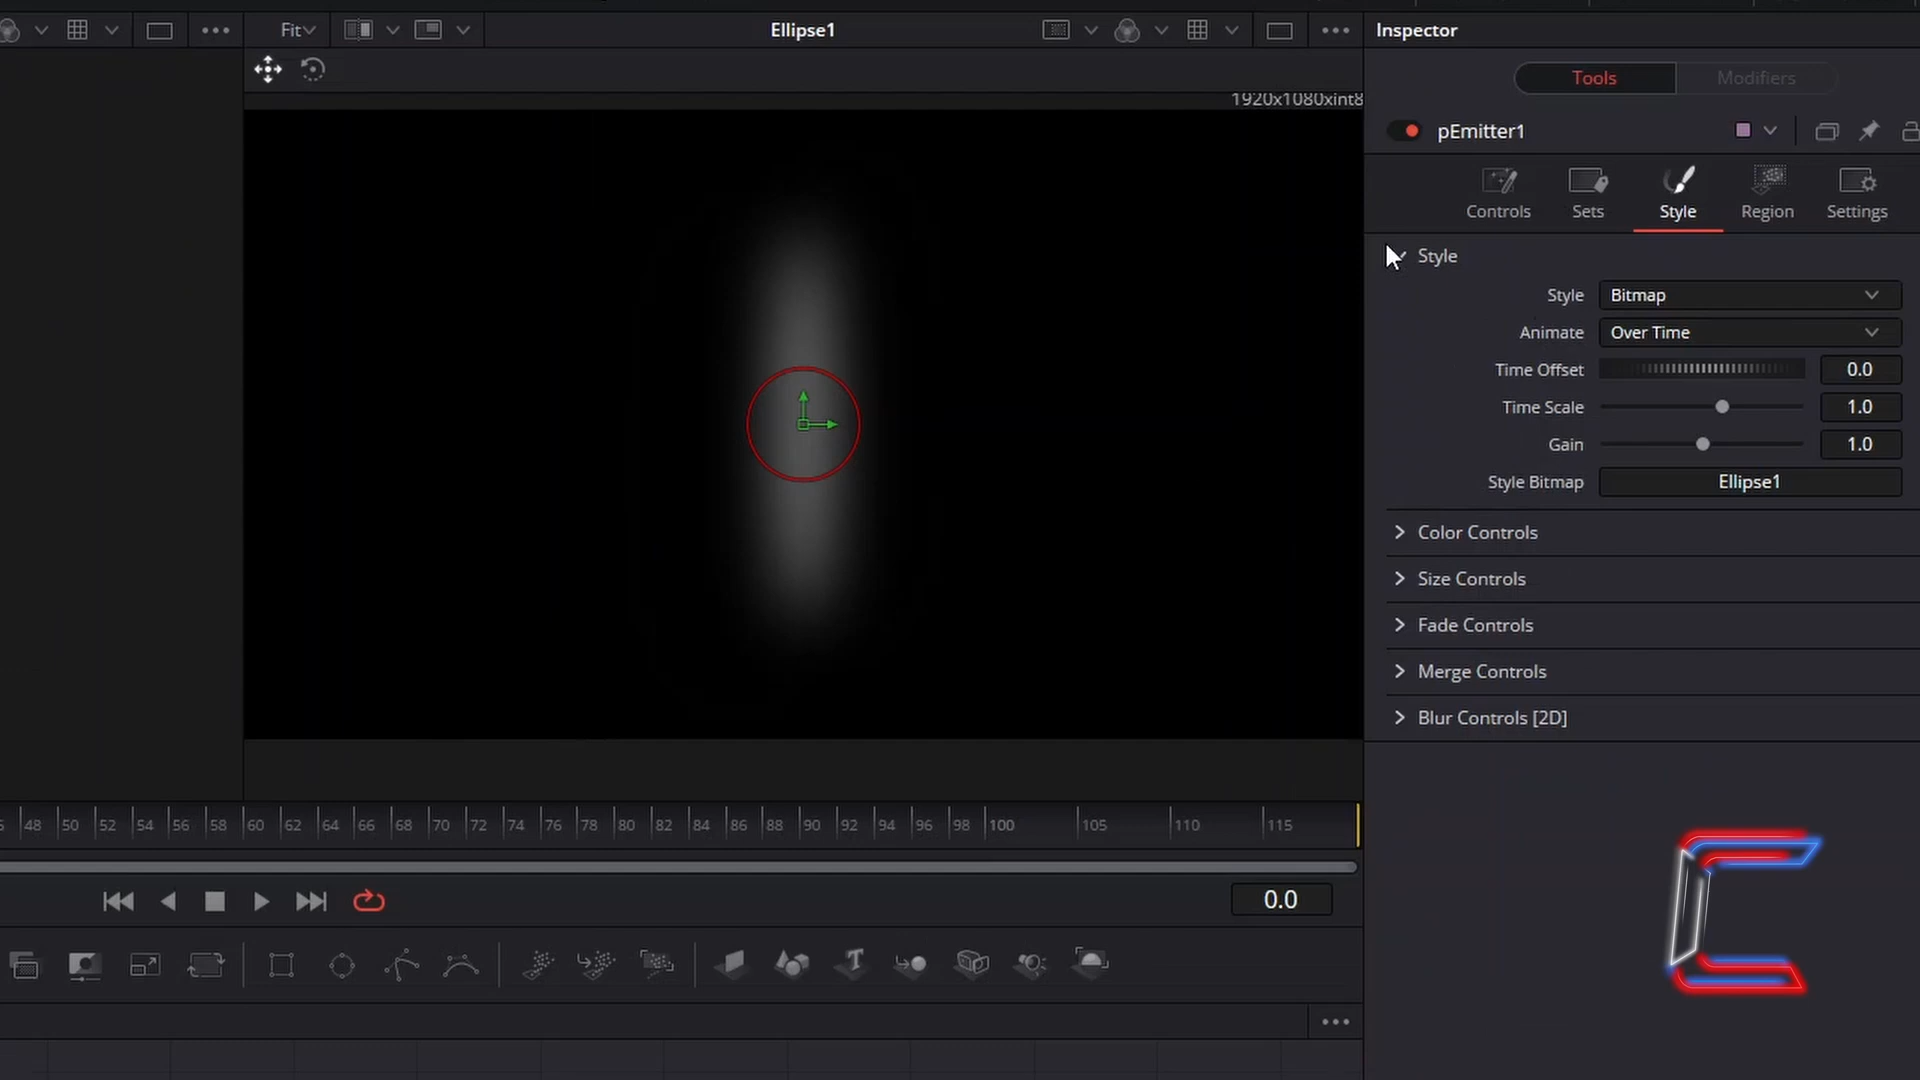 Fit
Ellipse1
Inspector
Tools
Modifiers
1920x1080xint8
pEmitter1
Controls
Sets
Style
Region
Settings
Style
Style
Bitmap
Animate
Over Time
Time Offset
0.0
Time Scale
1.0
Gain
1.0
Style Bitmap
Ellipse1
Color Controls
Size Controls
Fade Controls
Merge Controls
Blur Controls [2D]
48 50 52 54 56 58 60 62 64 66 68 70 72 74 76 78 80 82 84 86 88 90 92 94 96 98 100 105 110 115
0.0